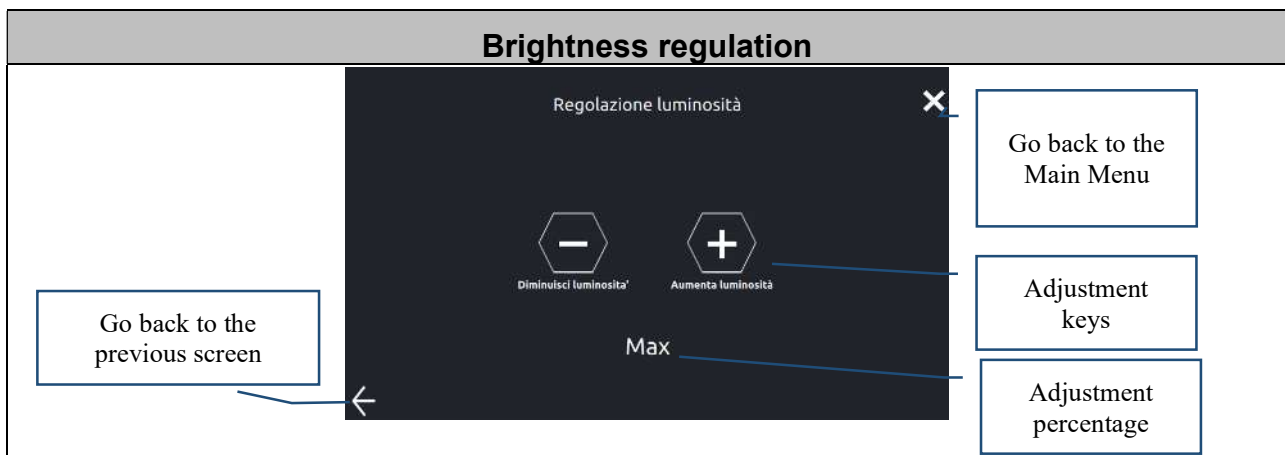 Brightness regulation
Regolazione luminosità
Go back to the
Main Menu
Diminuisci luminosita'
Aumenta luminosità
Adjustment
keys
Go back to the
previous screen
Max
Adjustment
percentage